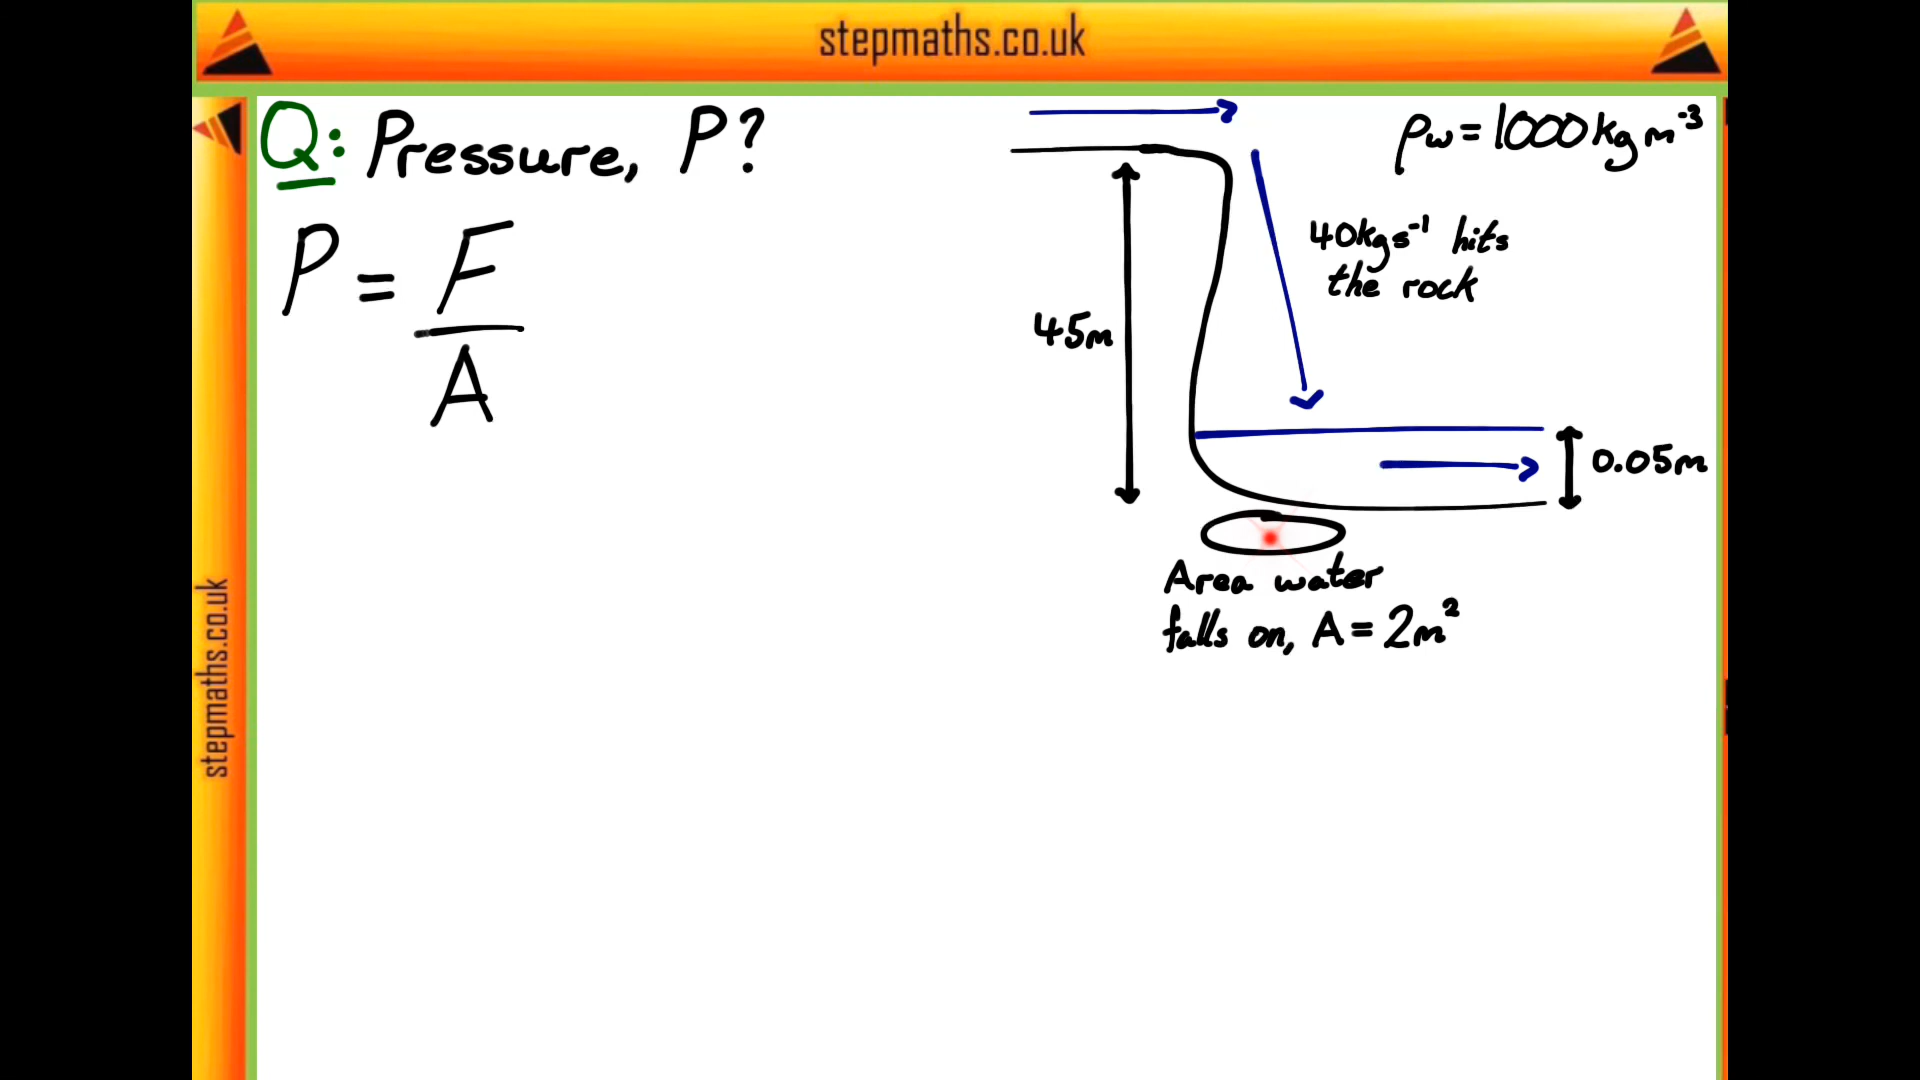 stepmaths.co.uk
Q: Pressure, P?
P = F
A
ρw = 1000 kg m⁻³
40kgs⁻¹ hits
the rock
45m
0.05m
Area water
falls on, A = 2m²
stepmaths.co.uk